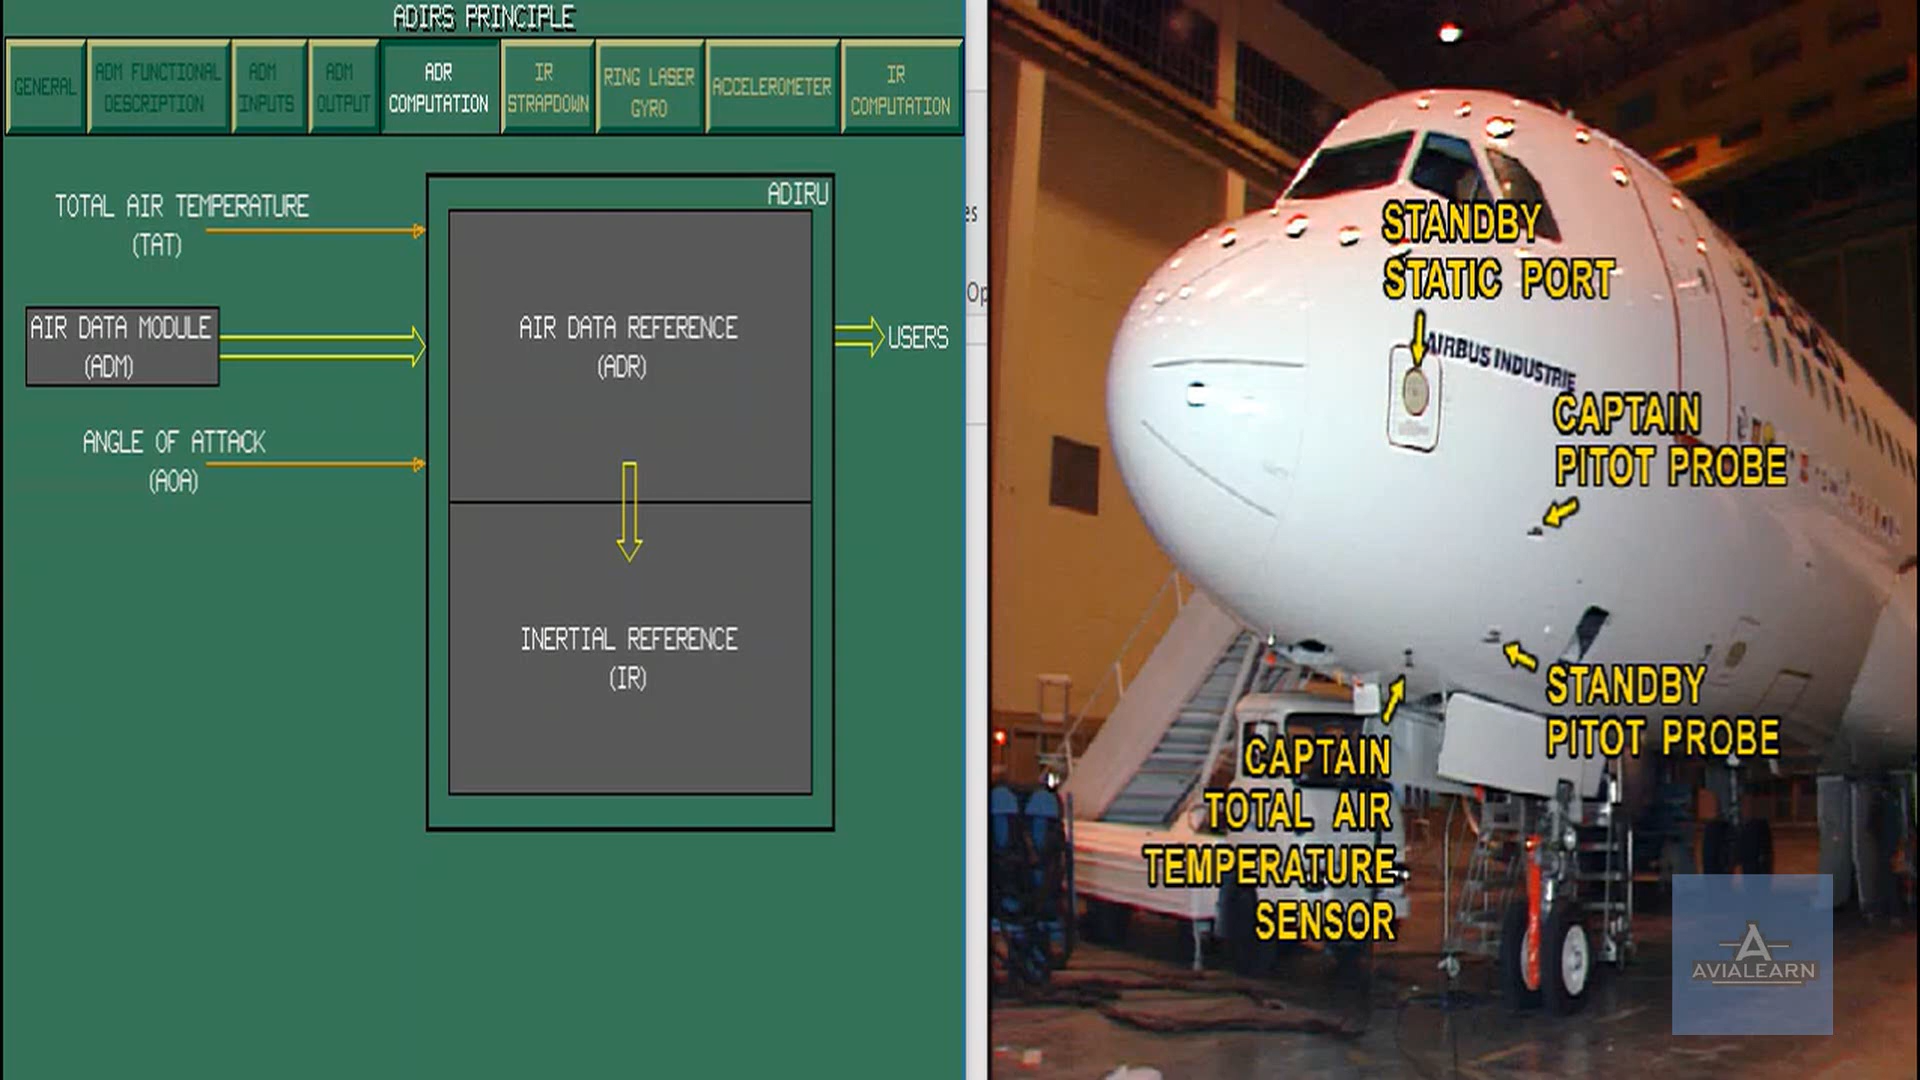 ADIRS PRINCIPLE
GENERAL
ADM FUNCTIONAL
DESCRIPTION
ADM
INPUTS
ADM
OUTPUT
ADR
COMPUTATION
IR
STRAPDOWN
RING LASER
GYRO
ACCELEROMETER
IR
COMPUTATION
TOTAL AIR TEMPERATURE
(TAT)
AIR DATA MODULE
(ADM)
ANGLE OF ATTACK
(AOA)
ADIRU
AIR DATA REFERENCE
(ADR)
INERTIAL REFERENCE
(IR)
USERS
es
Op
STANDBY
STATIC PORT
AIRBUS INDUSTRIE
CAPTAIN
PITOT PROBE
STANDBY
PITOT PROBE
CAPTAIN
TOTAL AIR
TEMPERATURE
SENSOR
AVIALEARN